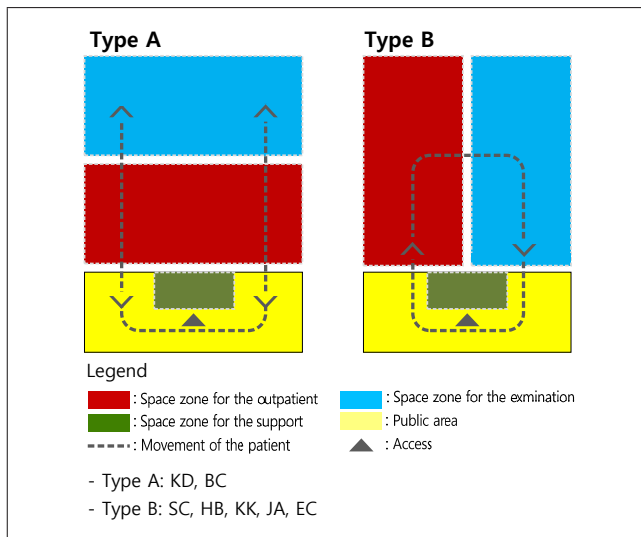 Type A
Type B
Legend
: Space zone for the outpatient
: Space zone for the exmination
: Space zone for the support
: Public area
: Movement of the patient
: Access
- Type A: KD, BC
- Type B: SC, HB, KK, JA, EC